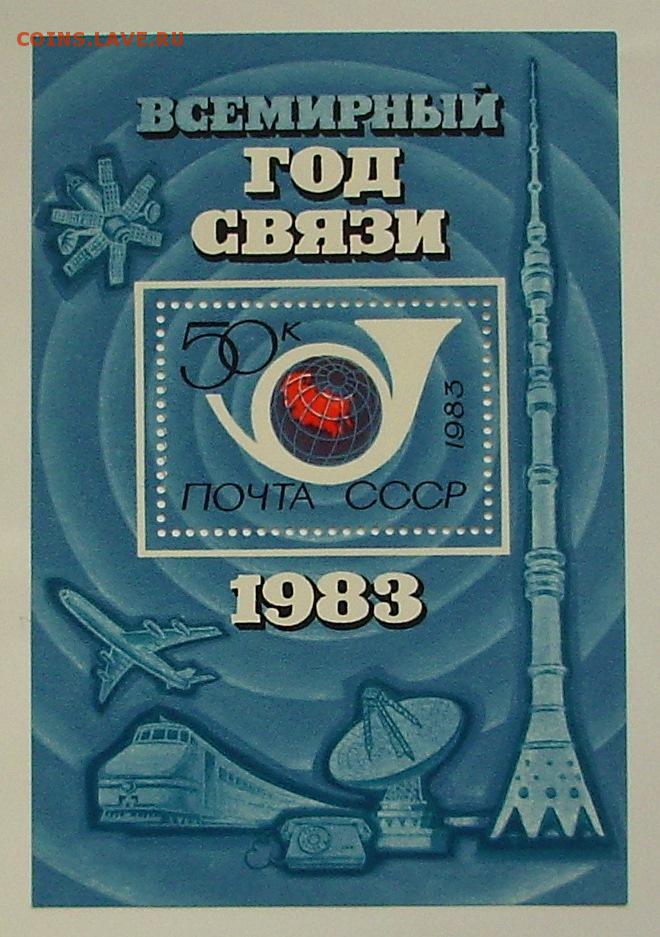 COINS.LAVE.RU
ВСЕМИРНЫЙ
ГОД
СВЯЗИ
50к
1983
ПОЧТА СССР
1983